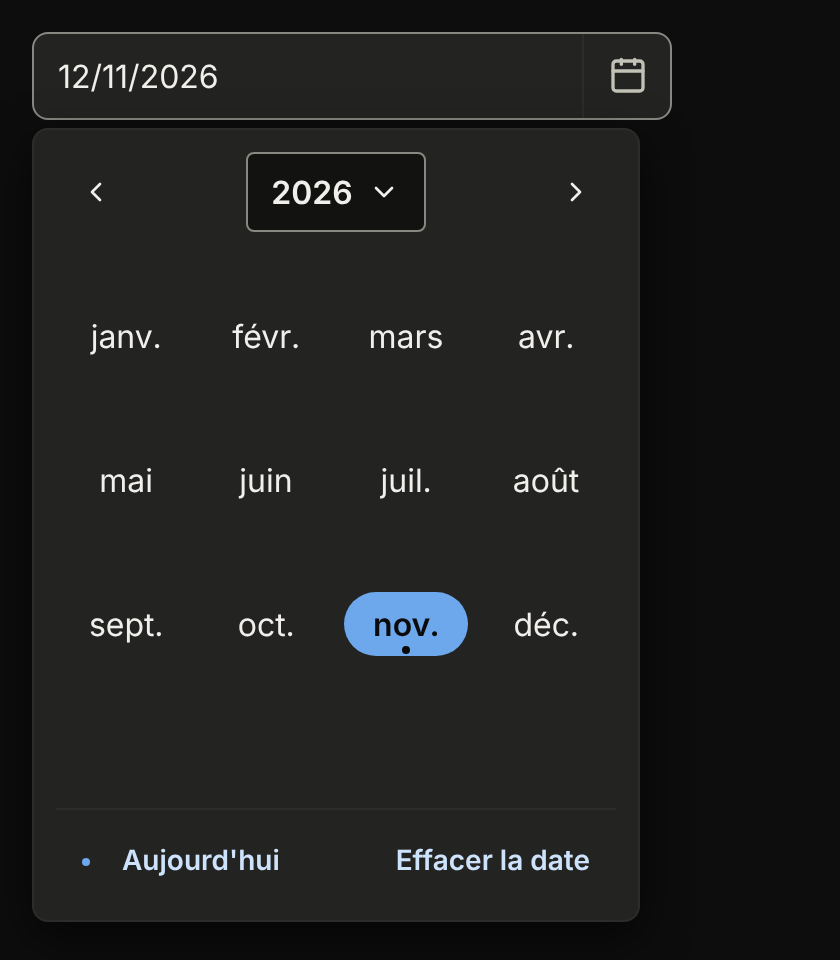 12/11/2026
2026
janv. févr. mars avr.
mai juin juil. août
sept. oct. nov. déc.
Aujourd'hui Effacer la date